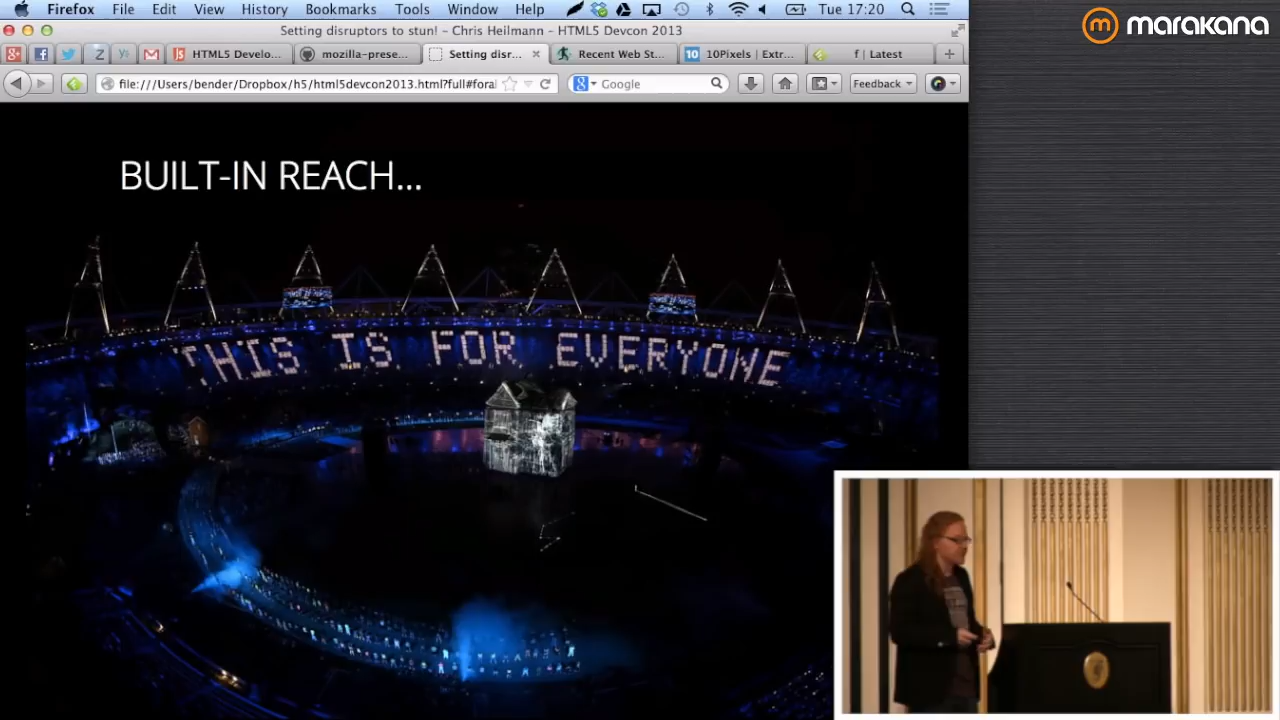 Firefox File Edit View History Bookmarks Tools Window Help Tue 17:20
marakana
Setting disruptors to stun! – Chris Heilmann – HTML5 Devcon 2013
HTML5 Develo... mozilla-prese... Setting disr... Recent Web St... 10Pixels | Extr... f | Latest
file:///Users/bender/Dropbox/h5/html5devcon2013.html?full#foral Google Feedback
BUILT-IN REACH...
THIS IS FOR EVERYONE